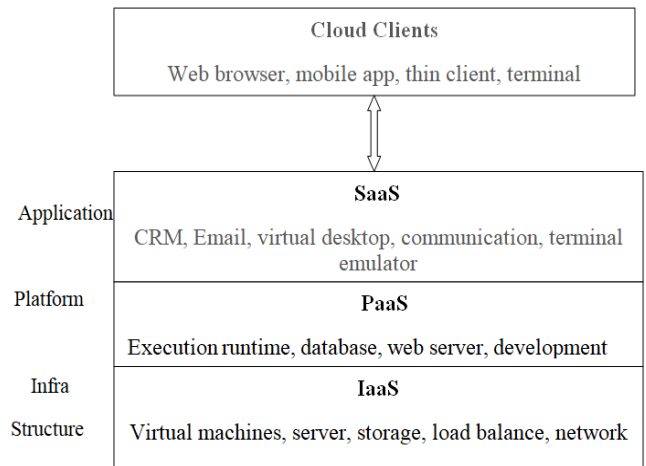 Cloud Clients
Web browser, mobile app, thin client, terminal
SaaS
Application
CRM, Email, virtual desktop, communication, terminal
emulator
Platform
PaaS
Execution runtime, database, web server, development
Infra
IaaS
Structure
Virtual machines, server, storage, load balance, network